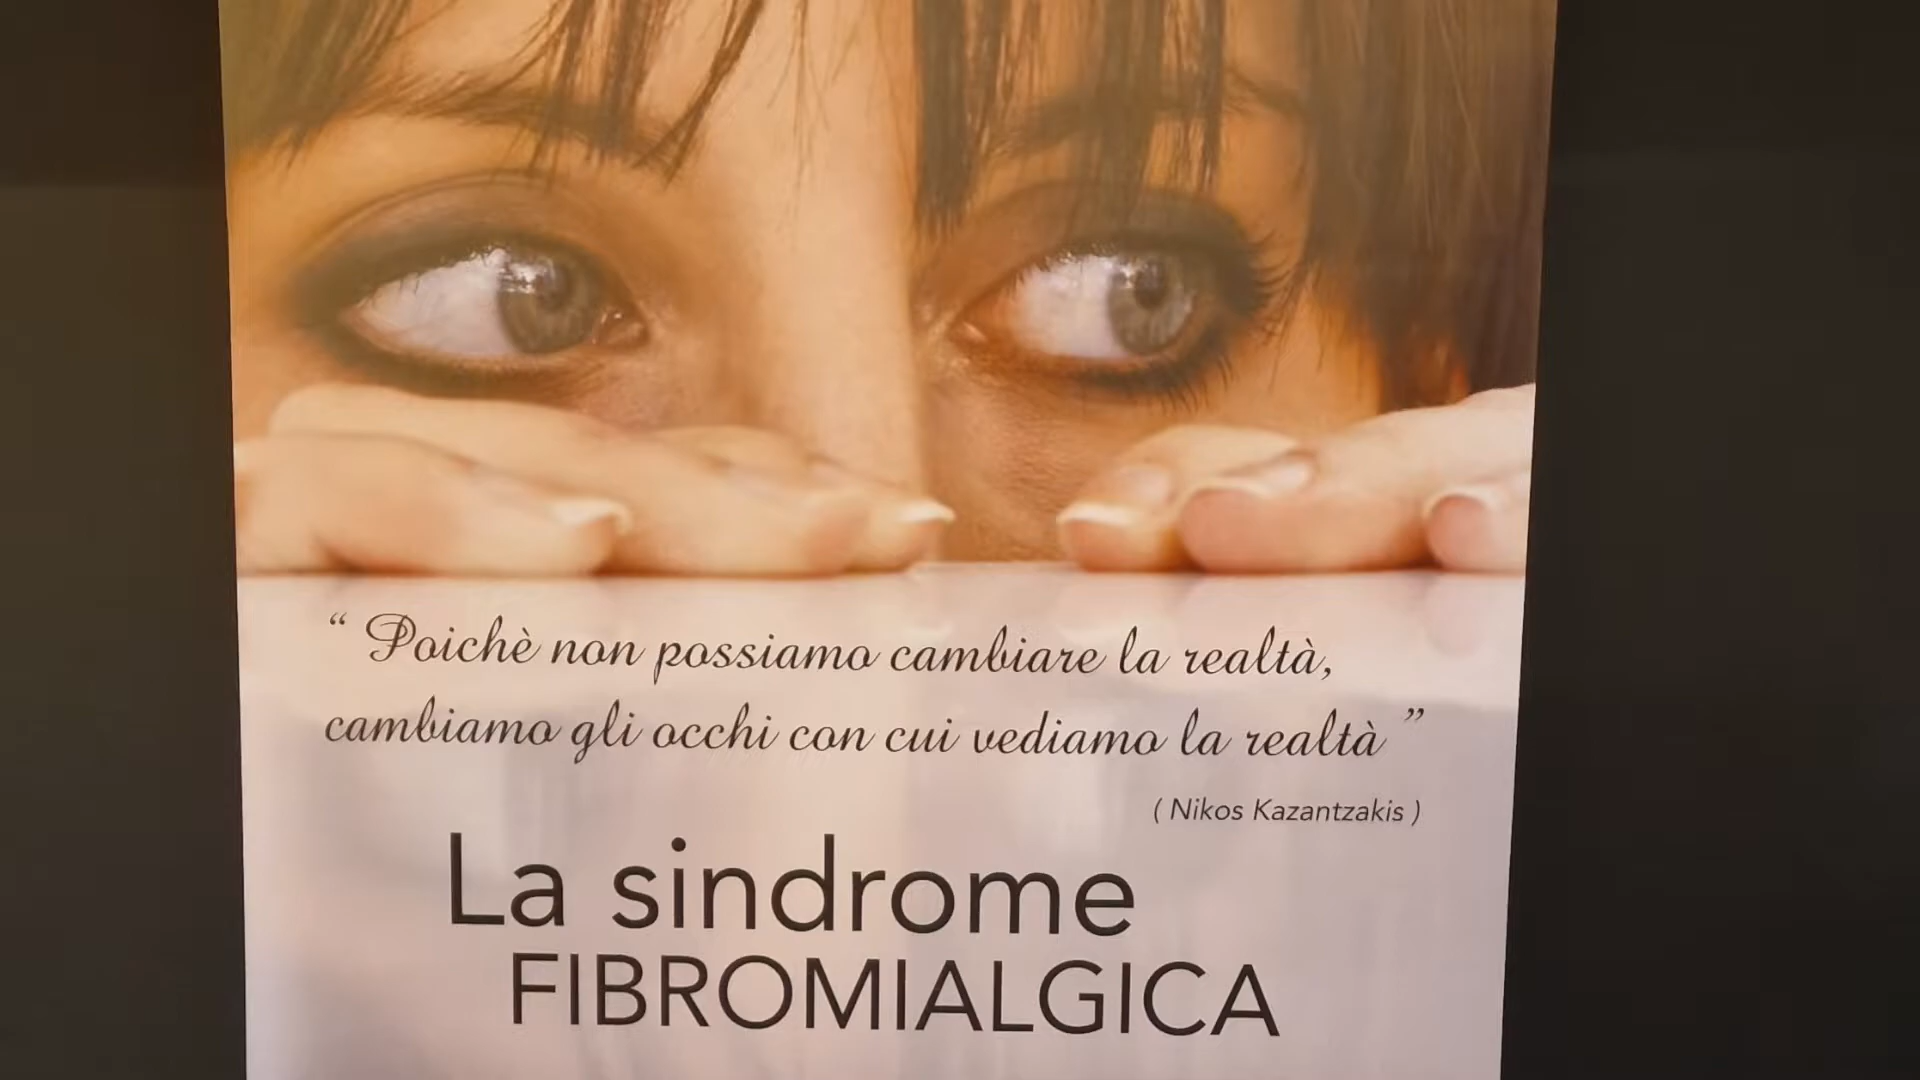 “ Poichè non possiamo cambiare la realtà,
cambiamo gli occhi con cui vediamo la realtà ”
( Nikos Kazantzakis )
La sindrome
FIBROMIALGICA